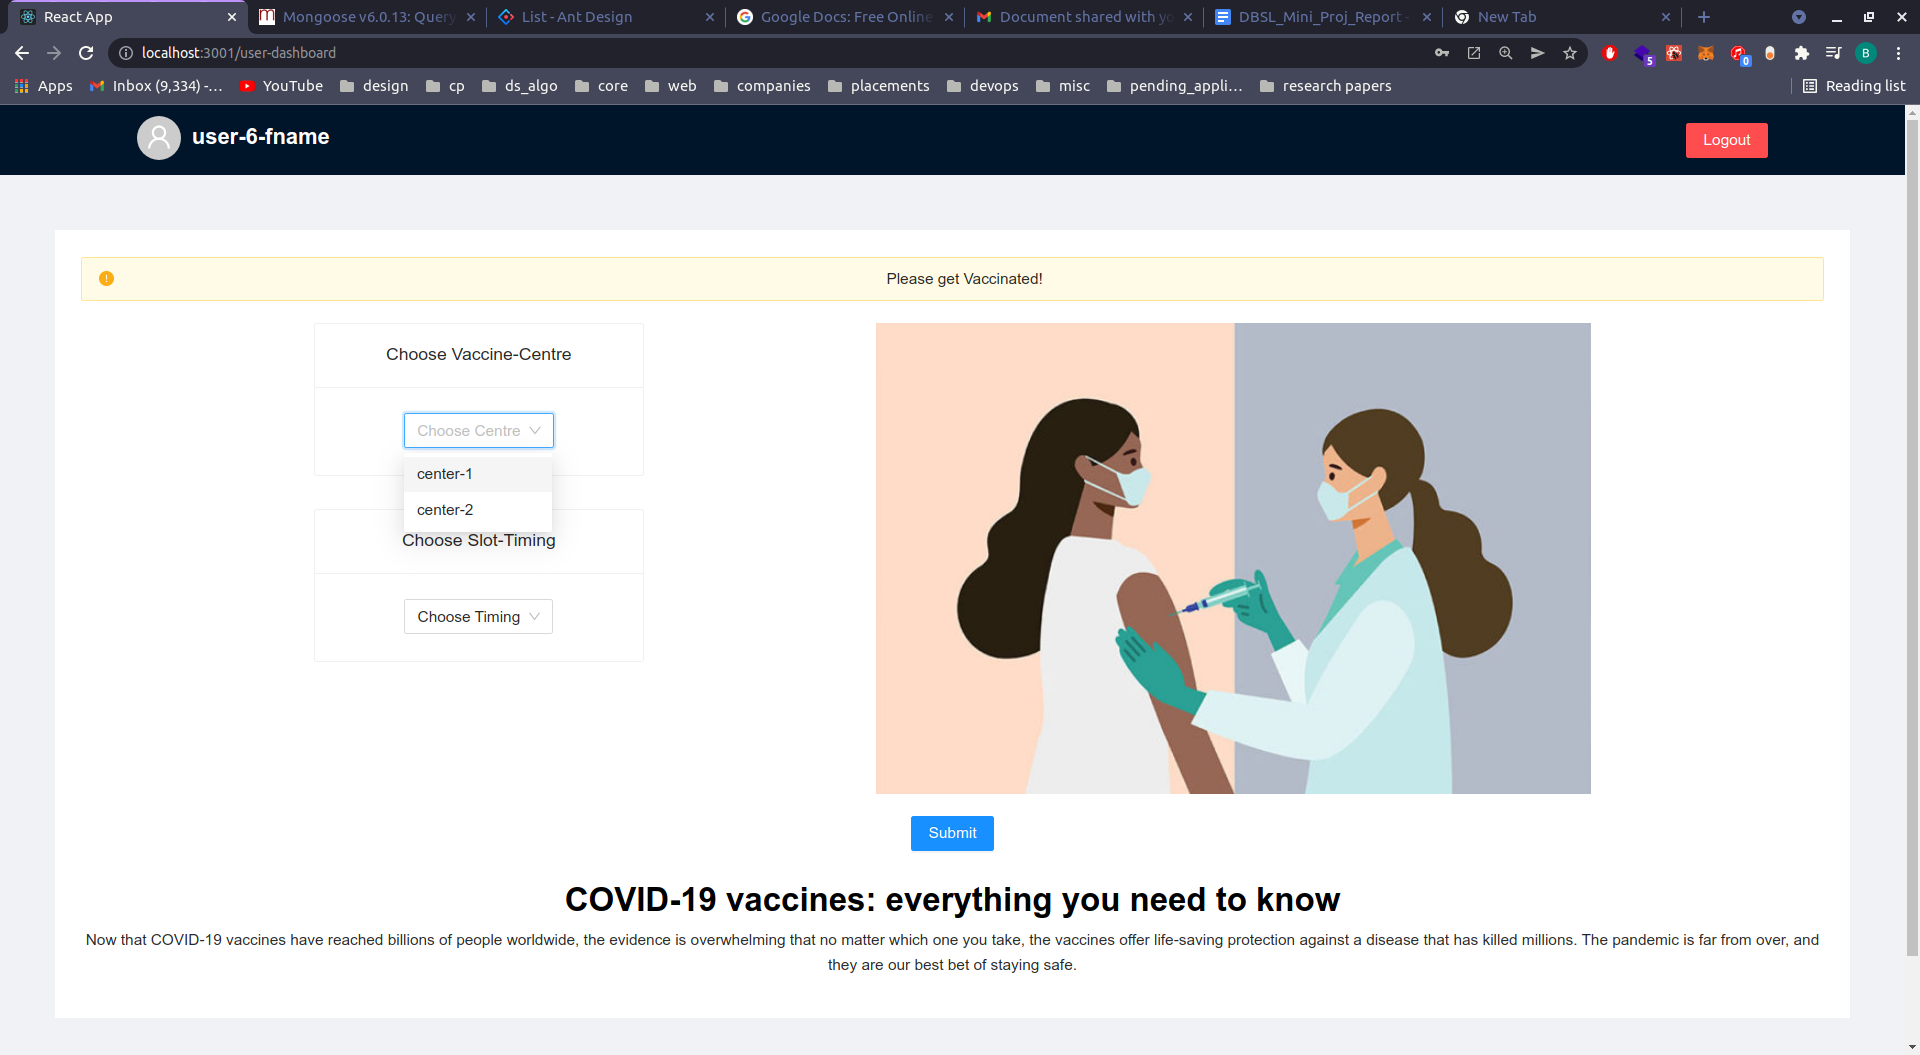 React App
Mongoose v6.0.13: Query
List - Ant Design
Google Docs: Free Online
Document shared with yo
DBSL_Mini_Proj_Report -
New Tab
localhost:3001/user-dashboard
5
0
B
Apps
Inbox (9,334) -...
YouTube
design
cp
ds_algo
core
web
companies
placements
devops
misc
pending_appli...
research papers
Reading list
user-6-fname
Logout
Please get Vaccinated!
Choose Vaccine-Centre
Choose Centre
center-1
center-2
Choose Slot-Timing
Choose Timing
Submit
COVID-19 vaccines: everything you need to know
Now that COVID-19 vaccines have reached billions of people worldwide, the evidence is overwhelming that no matter which one you take, the vaccines offer life-saving protection against a disease that has killed millions. The pandemic is far from over, and
they are our best bet of staying safe.